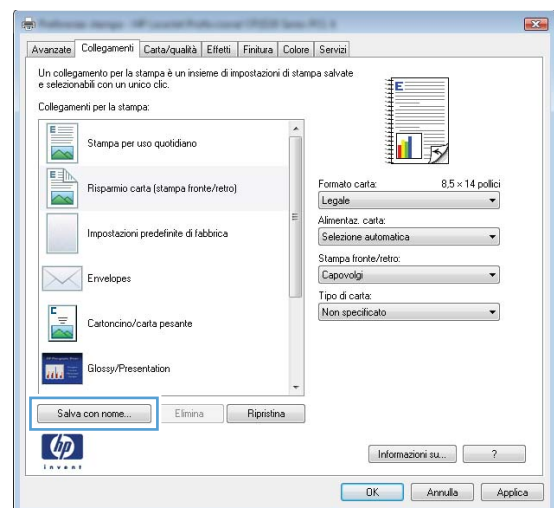 Avanzate Collegamenti Carta/qualità Effetti Finitura Colore Servizi
Un collegamento per la stampa è un insieme di impostazioni di stampa salvate
e selezionabili con un unico clic.
Collegamenti per la stampa:
Stampa per uso quotidiano
Risparmio carta (stampa fronte/retro)
Impostazioni predefinite di fabbrica
Envelopes
Cartoncino/carta pesante
Glossy/Presentation
Salva con nome... Elimina Ripristina
E
Formato carta: 8,5 × 14 pollici
Legale
Alimentaz. carta:
Selezione automatica
Stampa fronte/retro:
Capovolgi
Tipo di carta:
Non specificato
hp
invent
Informazioni su... ?
OK Annulla Applica